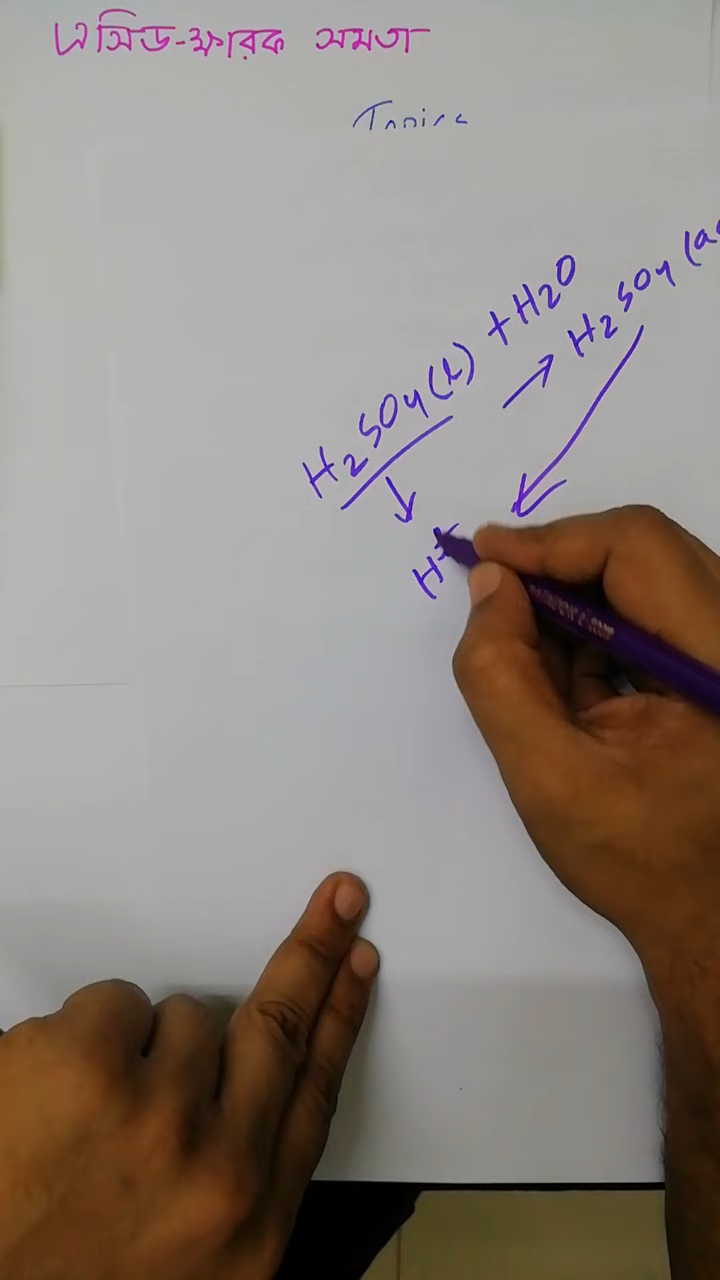 এসিড-ক্ষারক সমতা
H2SO4(l) + H2O → H2SO4 (a
H+